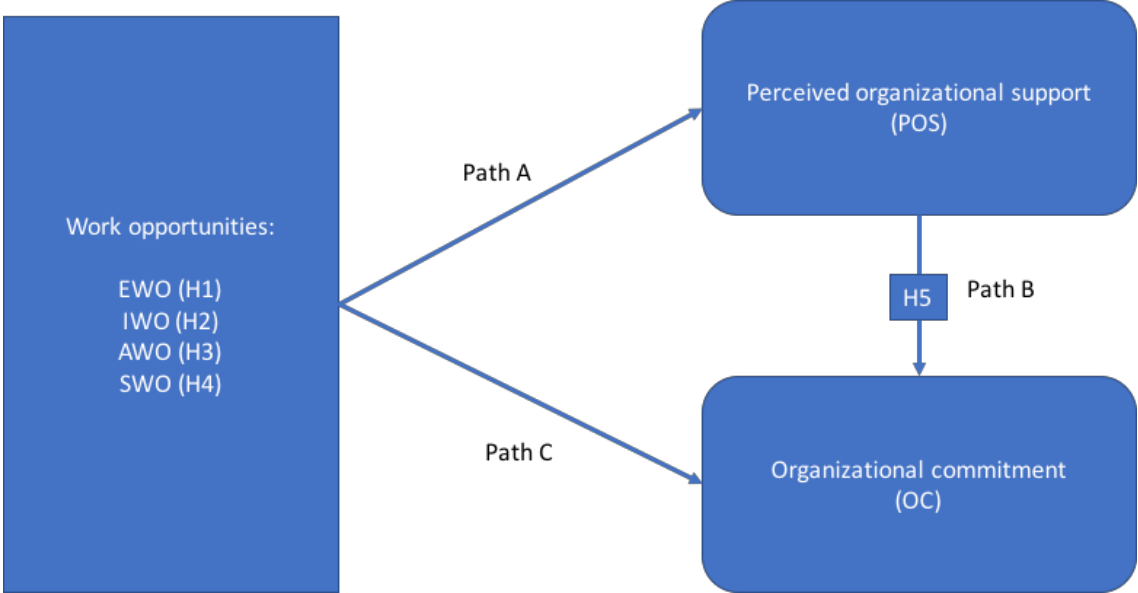 Work opportunities:
EWO (H1)
IWO (H2)
AWO (H3)
SWO (H4)
Path A
Path C
Perceived organizational support
(POS)
H5
Path B
Organizational commitment
(OC)